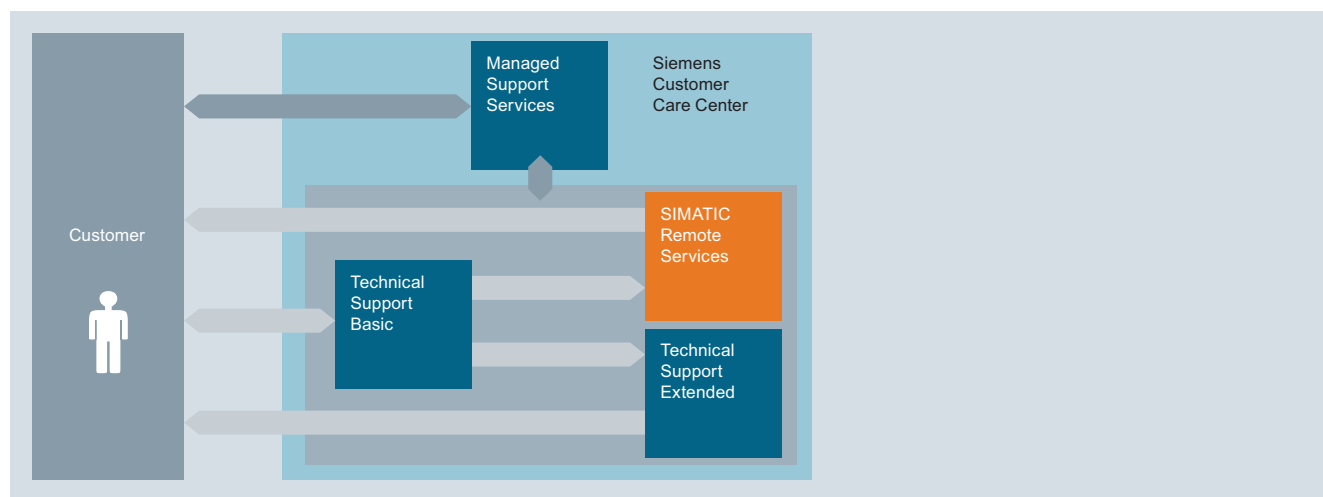 Managed
Support
Services
Siemens
Customer
Care Center
Customer
SIMATIC
Remote
Services
Technical
Support
Basic
Technical
Support
Extended